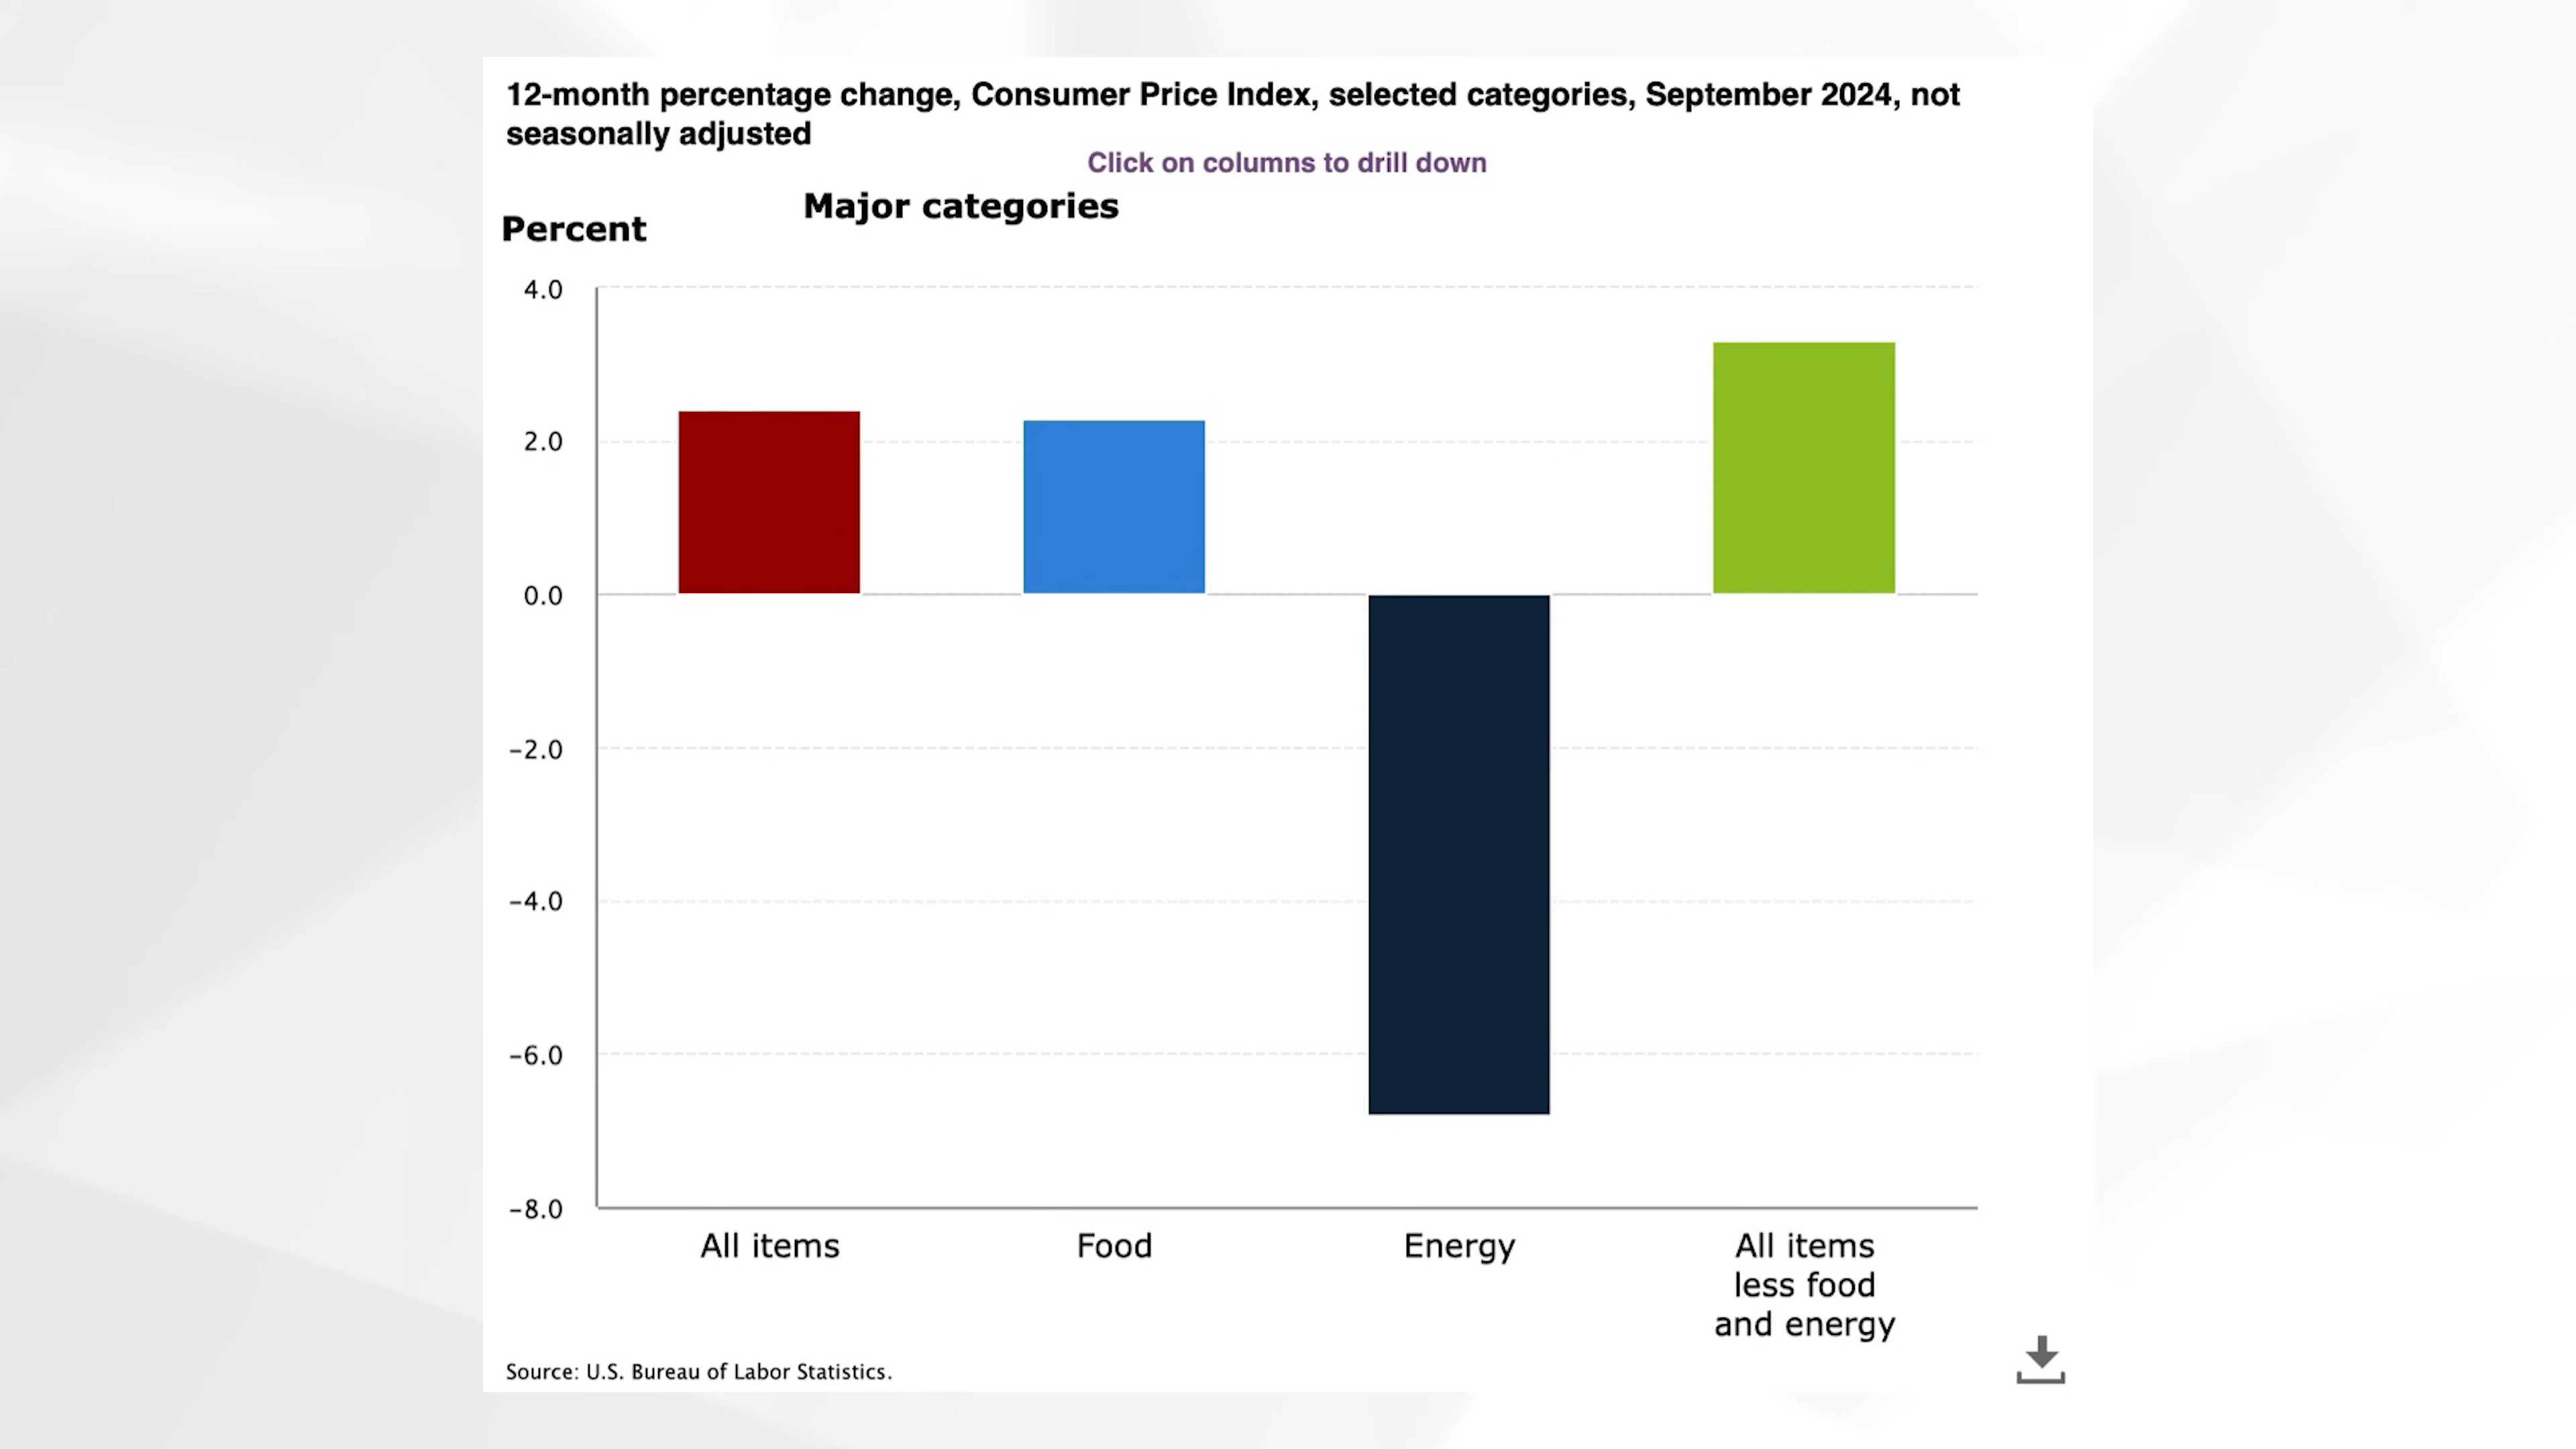 12-month percentage change, Consumer Price Index, selected categories, September 2024, not
seasonally adjusted
Click on columns to drill down
Major categories
Percent
4.0
2.0
0.0
−2.0
−4.0
−6.0
−8.0
All items
Food
Energy
All items
less food
and energy
Source: U.S. Bureau of Labor Statistics.